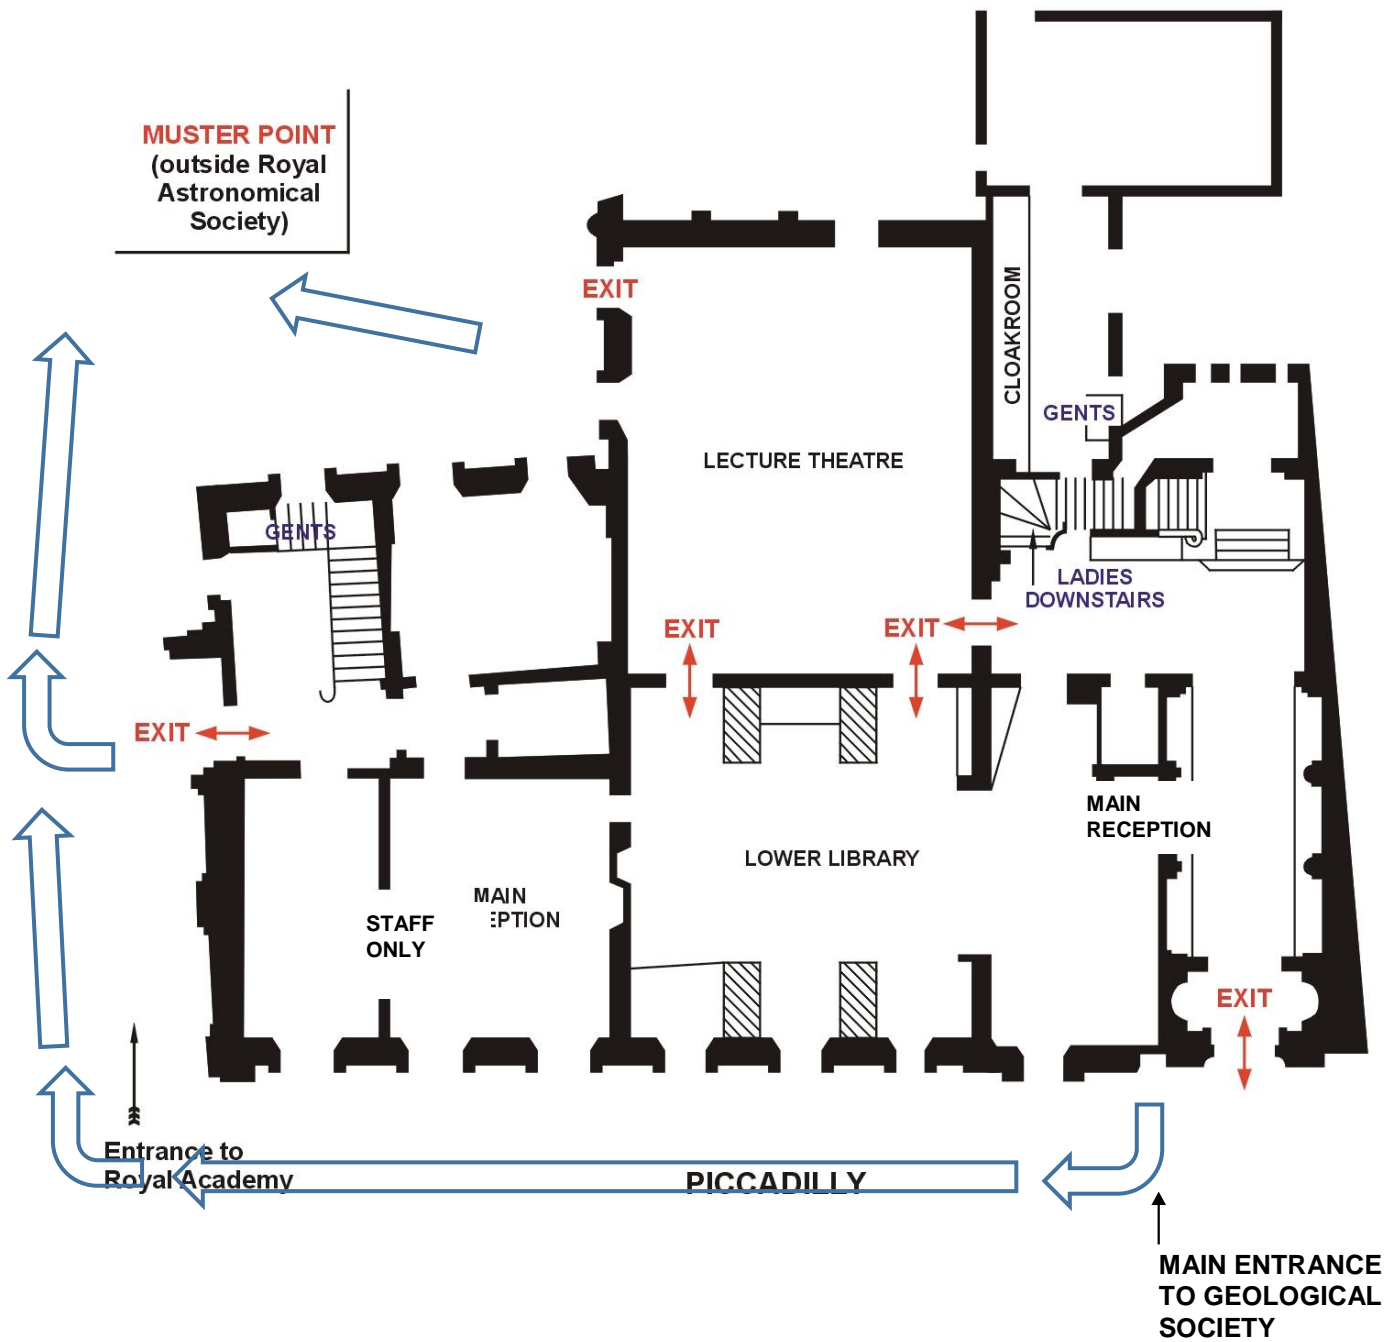 MUSTER POINT
(outside Royal
Astronomical
Society)
EXIT
CLOAKROOM
GENTS
LECTURE THEATRE
GENTS
LADIES
DOWNSTAIRS
EXIT
EXIT
EXIT
MAIN
RECEPTION
LOWER LIBRARY
MAIN
EPTION
STAFF
ONLY
EXIT
Entrance to
Royal Academy
PICCADILLY
MAIN ENTRANCE
TO GEOLOGICAL
SOCIETY